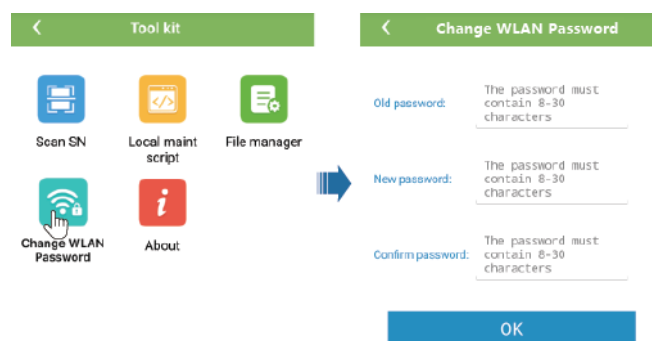 Tool kit
Scan SN
Local maint
script
File manager
Change WLAN
Password
About
Change WLAN Password
Old password:
The password must
contain 8-30
characters
New password:
The password must
contain 8-30
characters
Confirm password:
The password must
contain 8-30
characters
OK